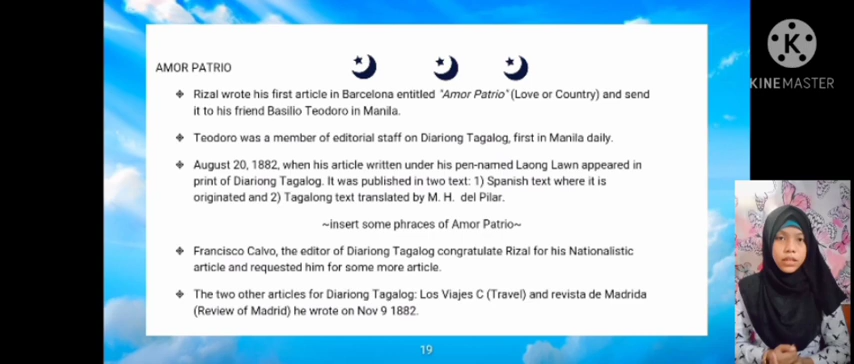 K
KINEMASTER
AMOR PATRIO
Rizal wrote his first article in Barcelona entitled "Amor Patrio" (Love or Country) and send
it to his friend Basilio Teodoro in Manila.
Teodoro was a member of editorial staff on Diariong Tagalog, first in Manila daily.
August 20, 1882, when his article written under his pen-named Laong Lawn appeared in
print of Diariong Tagalog. It was published in two text: 1) Spanish text where it is
originated and 2) Tagalong text translated by M. H. del Pilar.
~insert some phrases of Amor Patrio~
Francisco Calvo, the editor of Diariong Tagalog congratulate Rizal for his Nationalistic
article and requested him for some more article.
The two other articles for Diariong Tagalog: Los Viajes C (Travel) and revista de Madrida
(Review of Madrid) he wrote on Nov 9 1882.
19